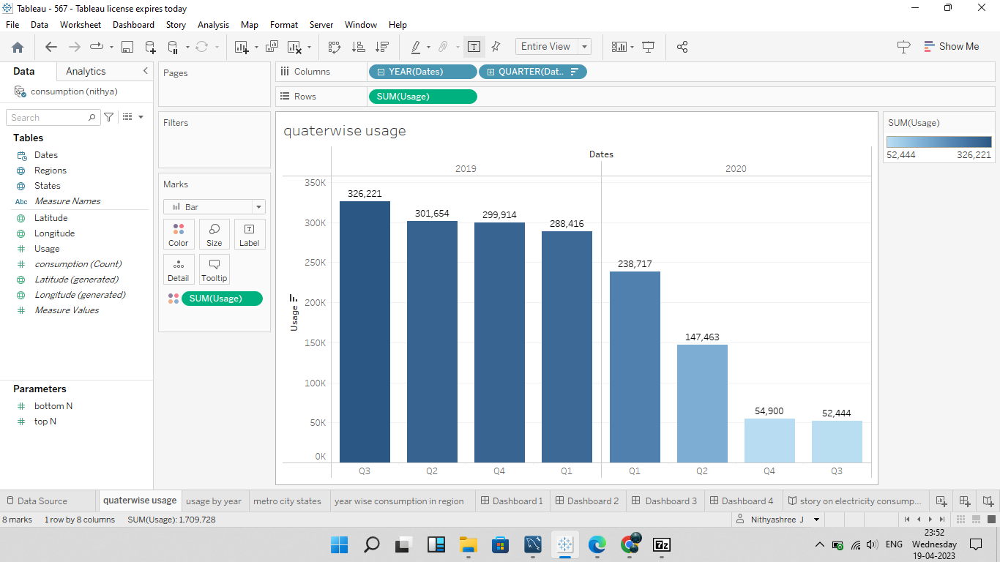 Tableau - 567 - Tableau license expires today
File Data Worksheet Dashboard Story Analysis Map Format Server Window Help
Entire View
Show Me
Data Analytics
consumption (nithya)
Search
Tables
Dates
Regions
States
Abc Measure Names
Latitude
Longitude
Usage
consumption (Count)
Latitude (generated)
Longitude (generated)
Measure Values
Parameters
bottom N
top N
Pages
Filters
Marks
Bar
Color Size Label
Detail Tooltip
SUM(Usage)
Columns YEAR(Dates) QUARTER(Dat..
Rows SUM(Usage)
quaterwise usage
Dates
2019 2020
350K
300K
250K
200K
150K
100K
50K
0K
Usage
326,221
301,654
299,914
288,416
238,717
147,463
54,900
52,444
Q3 Q2 Q4 Q1 Q1 Q2 Q4 Q3
SUM(Usage)
52,444 326,221
Data Source quaterwise usage usage by year metro city states year wise consumption in region Dashboard 1 Dashboard 2 Dashboard 3 Dashboard 4 story on electricity consump...
8 marks 1 row by 8 columns SUM(Usage): 1,709,728 Nithyashree J
7z
ENG
23:52
Wednesday
19-04-2023